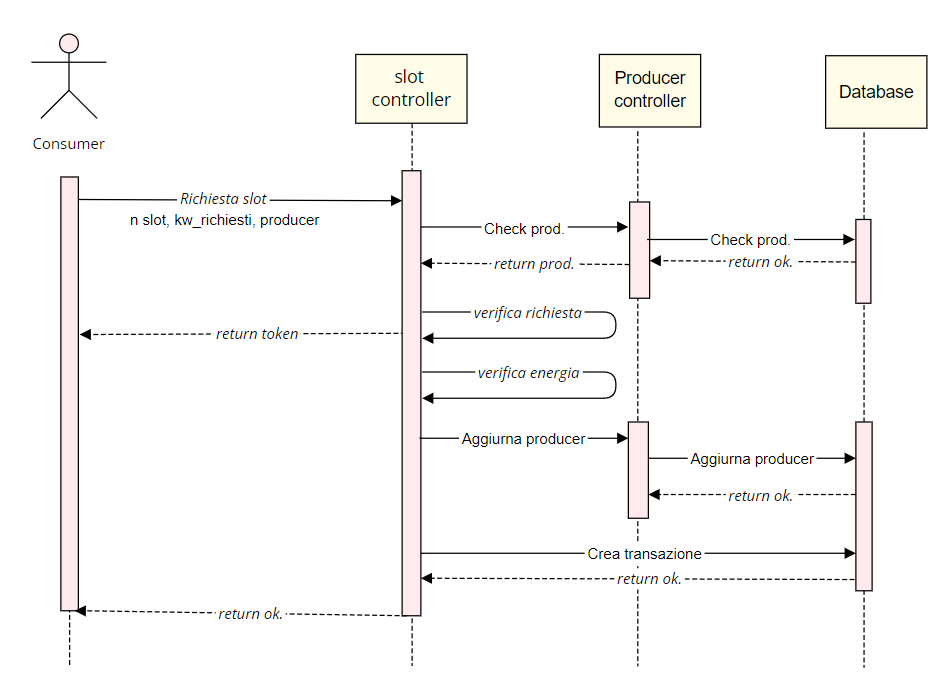 slot
controller
Producer
controller
Database
Consumer
Richiesta slot
n slot, kw_richiesti, producer
Check prod.
Check prod.
return prod.
return ok.
verifica richiesta
return token
verifica energia
Aggiurna producer
Aggiurna producer
return ok.
Crea transazione
return ok.
return ok.